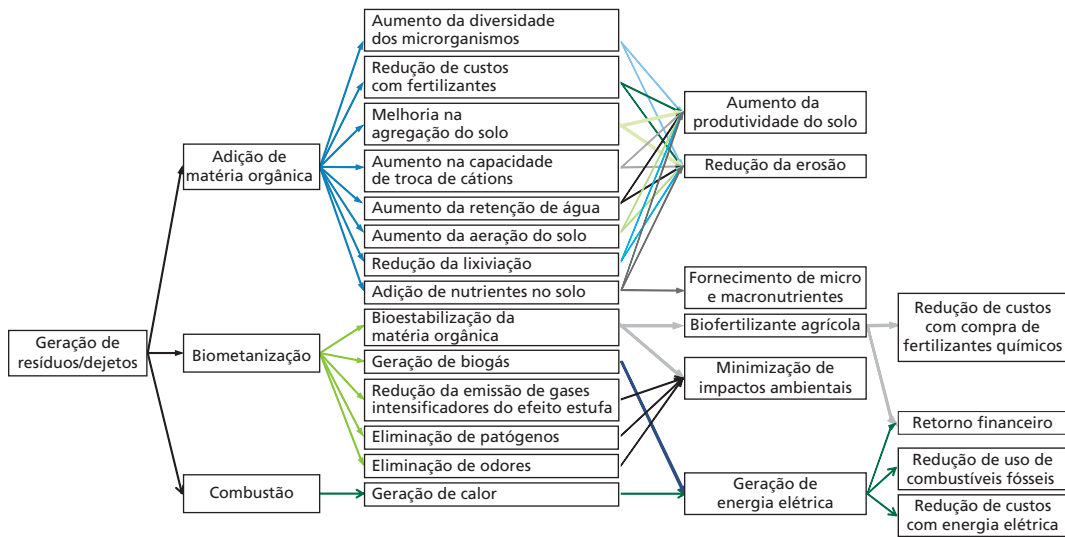 Geração de
resíduos/dejetos
Adição de
matéria orgânica
Biometanização
Combustão
Aumento da diversidade
dos microrganismos
Redução de custos
com fertilizantes
Melhoria na
agregação do solo
Aumento na capacidade
de troca de cátions
Aumento da retenção de água
Aumento da aeração do solo
Redução da lixiviação
Adição de nutrientes no solo
Bioestabilização da
matéria orgânica
Geração de biogás
Redução da emissão de gases
intensificadores do efeito estufa
Eliminação de patógenos
Eliminação de odores
Geração de calor
Aumento da
produtividade do solo
Redução da erosão
Fornecimento de micro
e macronutrientes
Biofertilizante agrícola
Minimização de
impactos ambientais
Geração de
energia elétrica
Redução de custos
com compra de
fertilizantes químicos
Retorno financeiro
Redução de uso de
combustíveis fósseis
Redução de custos
com energia elétrica